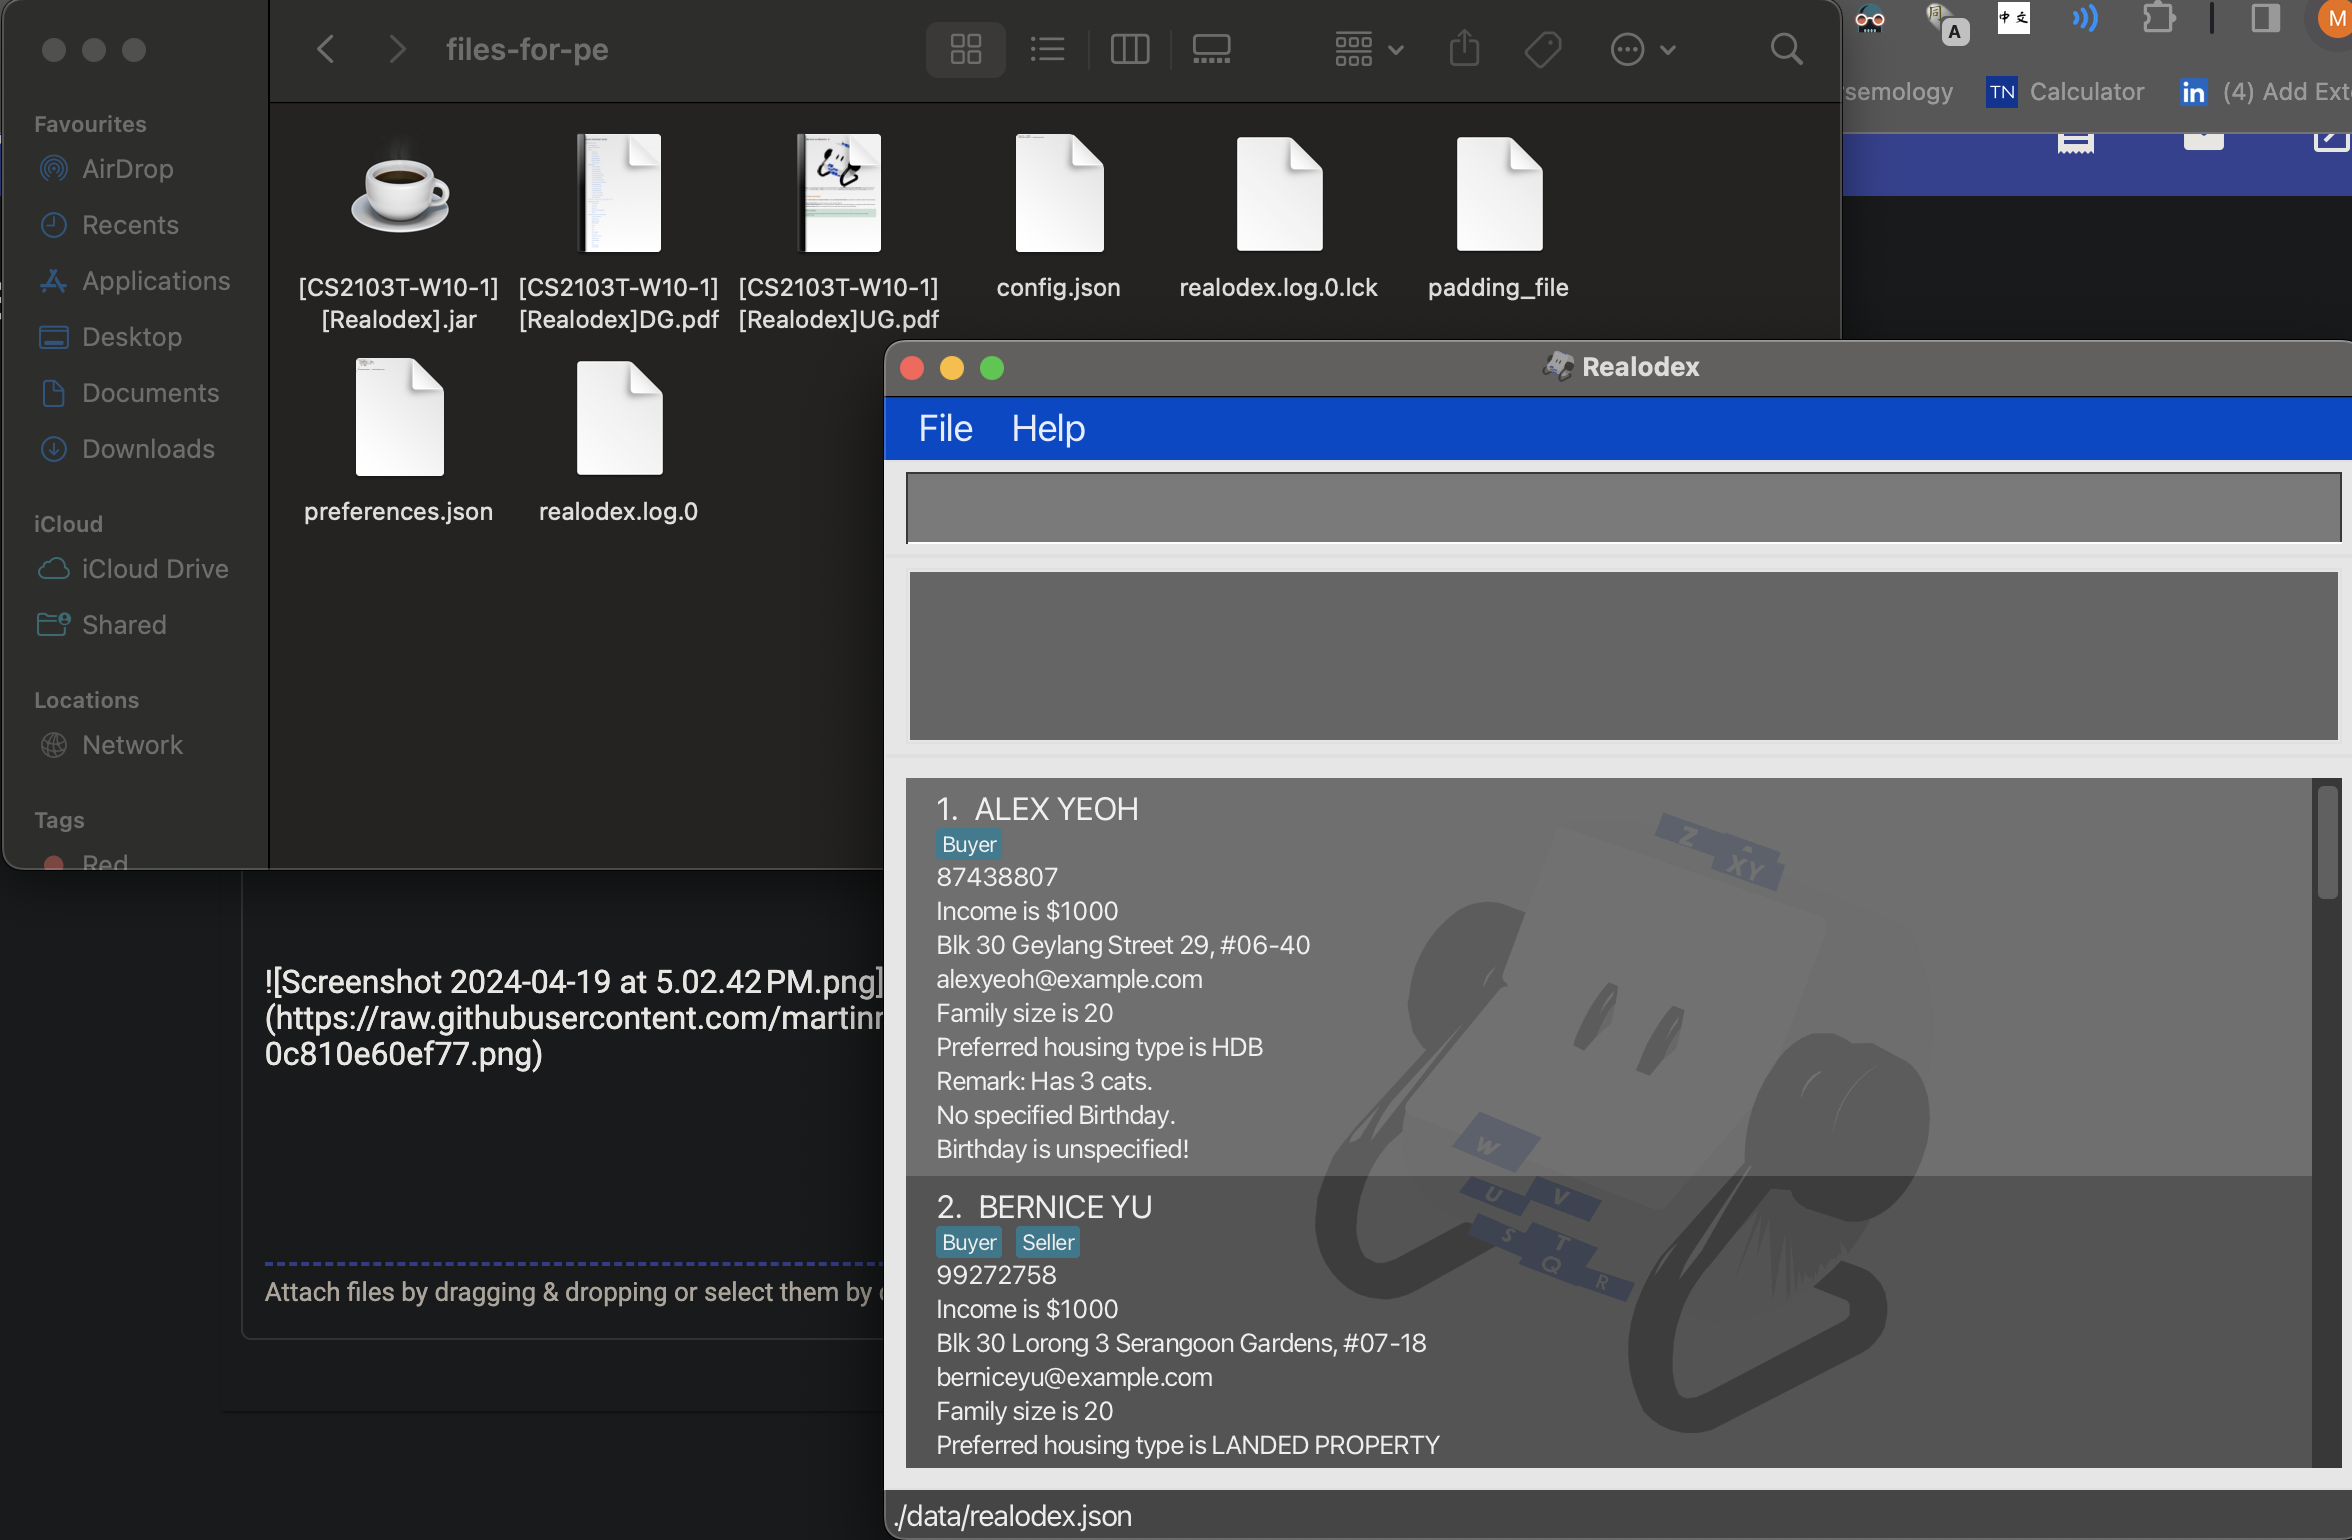 files-for-pe
Favourites
AirDrop
Recents
Applications
Desktop
Documents
Downloads
iCloud
iCloud Drive
Shared
Locations
Network
Tags
Red
[CS2103T-W10-1]
[Realodex].jar
[CS2103T-W10-1]
[Realodex]DG.pdf
[CS2103T-W10-1]
[Realodex]UG.pdf
config.json
realodex.log.0.lck
padding_file
preferences.json
realodex.log.0
A
中文
M
semology
TN
Calculator
in
(4) Add Ext
![Screenshot 2024-04-19 at 5.02.42 PM.png]
(https://raw.githubusercontent.com/martinr
0c810e60ef77.png)
Attach files by dragging & dropping or select them by
Realodex
File Help
1. ALEX YEOH
Buyer
87438807
Income is $1000
Blk 30 Geylang Street 29, #06-40
alexyeoh@example.com
Family size is 20
Preferred housing type is HDB
Remark: Has 3 cats.
No specified Birthday.
Birthday is unspecified!
2. BERNICE YU
Buyer Seller
99272758
Income is $1000
Blk 30 Lorong 3 Serangoon Gardens, #07-18
berniceyu@example.com
Family size is 20
Preferred housing type is LANDED PROPERTY
Z
XY
W
U V
S T
Q R
./data/realodex.json